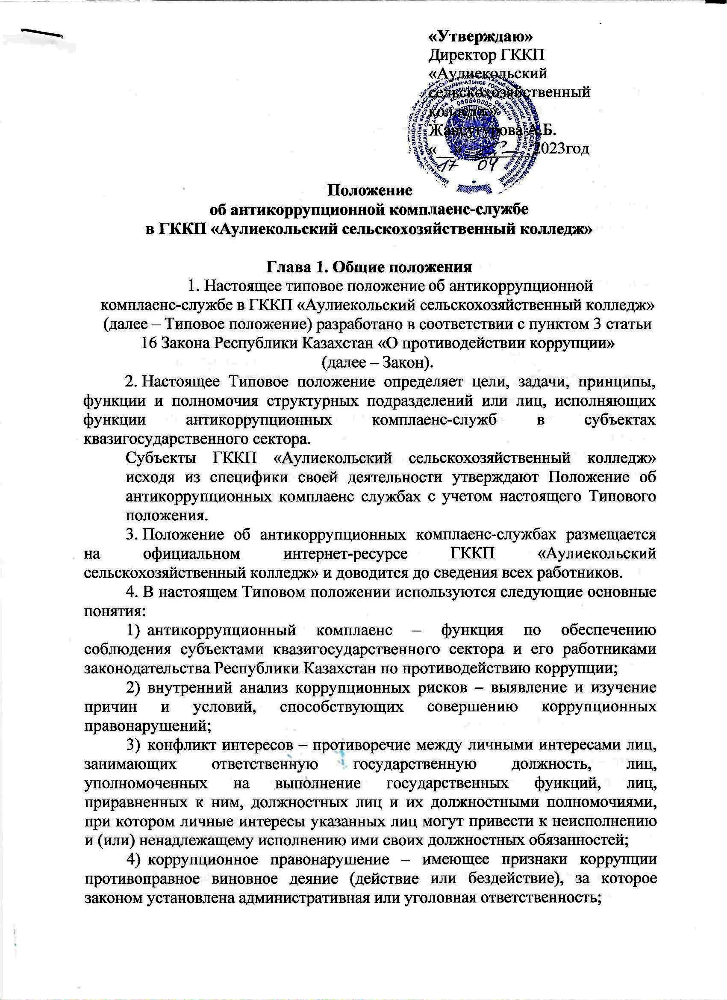 «Утверждаю»
Директор ГККП
«Аулиекольский
сельскохозяйственный
колледж»
Жансугурова А.Б.
«__» 2023год
17 04
Положение
об антикоррупционной комплаенс-службе
в ГККП «Аулиекольский сельскохозяйственный колледж»
Глава 1. Общие положения
1. Настоящее типовое положение об антикоррупционной
комплаенс-службе в ГККП «Аулиекольский сельскохозяйственный колледж»
(далее – Типовое положение) разработано в соответствии с пунктом 3 статьи
16 Закона Республики Казахстан «О противодействии коррупции»
(далее – Закон).
2. Настоящее Типовое положение определяет цели, задачи, принципы,
функции и полномочия структурных подразделений или лиц, исполняющих
функции антикоррупционных комплаенс-служб в субъектах
квазигосударственного сектора.
Субъекты ГККП «Аулиекольский сельскохозяйственный колледж»
исходя из специфики своей деятельности утверждают Положение об
антикоррупционных комплаенс службах с учетом настоящего Типового
положения.
3. Положение об антикоррупционных комплаенс-службах размещается
на официальном интернет-ресурсе ГККП «Аулиекольский
сельскохозяйственный колледж» и доводится до сведения всех работников.
4. В настоящем Типовом положении используются следующие основные
понятия:
1) антикоррупционный комплаенс – функция по обеспечению
соблюдения субъектами квазигосударственного сектора и его работниками
законодательства Республики Казахстан по противодействию коррупции;
2) внутренний анализ коррупционных рисков – выявление и изучение
причин и условий, способствующих совершению коррупционных
правонарушений;
3) конфликт интересов – противоречие между личными интересами лиц,
занимающих ответственную государственную должность, лиц,
уполномоченных на выполнение государственных функций, лиц,
приравненных к ним, должностных лиц и их должностными полномочиями,
при котором личные интересы указанных лиц могут привести к неисполнению
и (или) ненадлежащему исполнению ими своих должностных обязанностей;
4) коррупционное правонарушение – имеющее признаки коррупции
противоправное виновное деяние (действие или бездействие), за которое
законом установлена административная или уголовная ответственность;